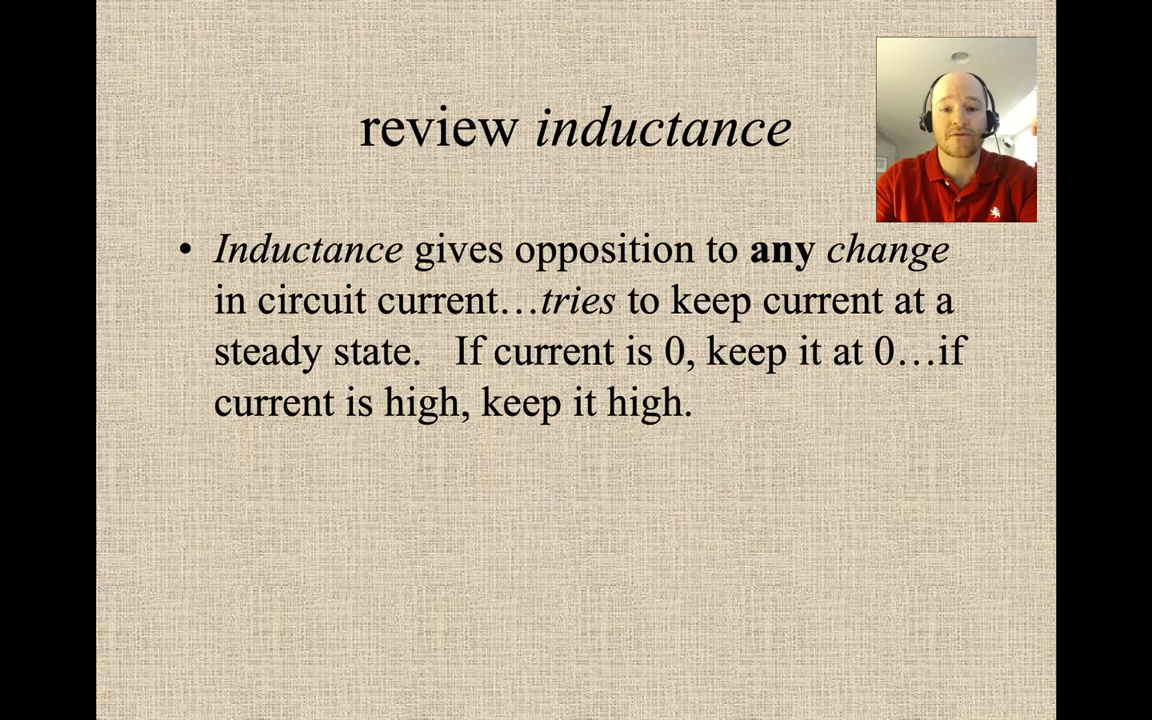 review inductance
• Inductance gives opposition to any change
in circuit current…tries to keep current at a
steady state.   If current is 0, keep it at 0…if
current is high, keep it high.